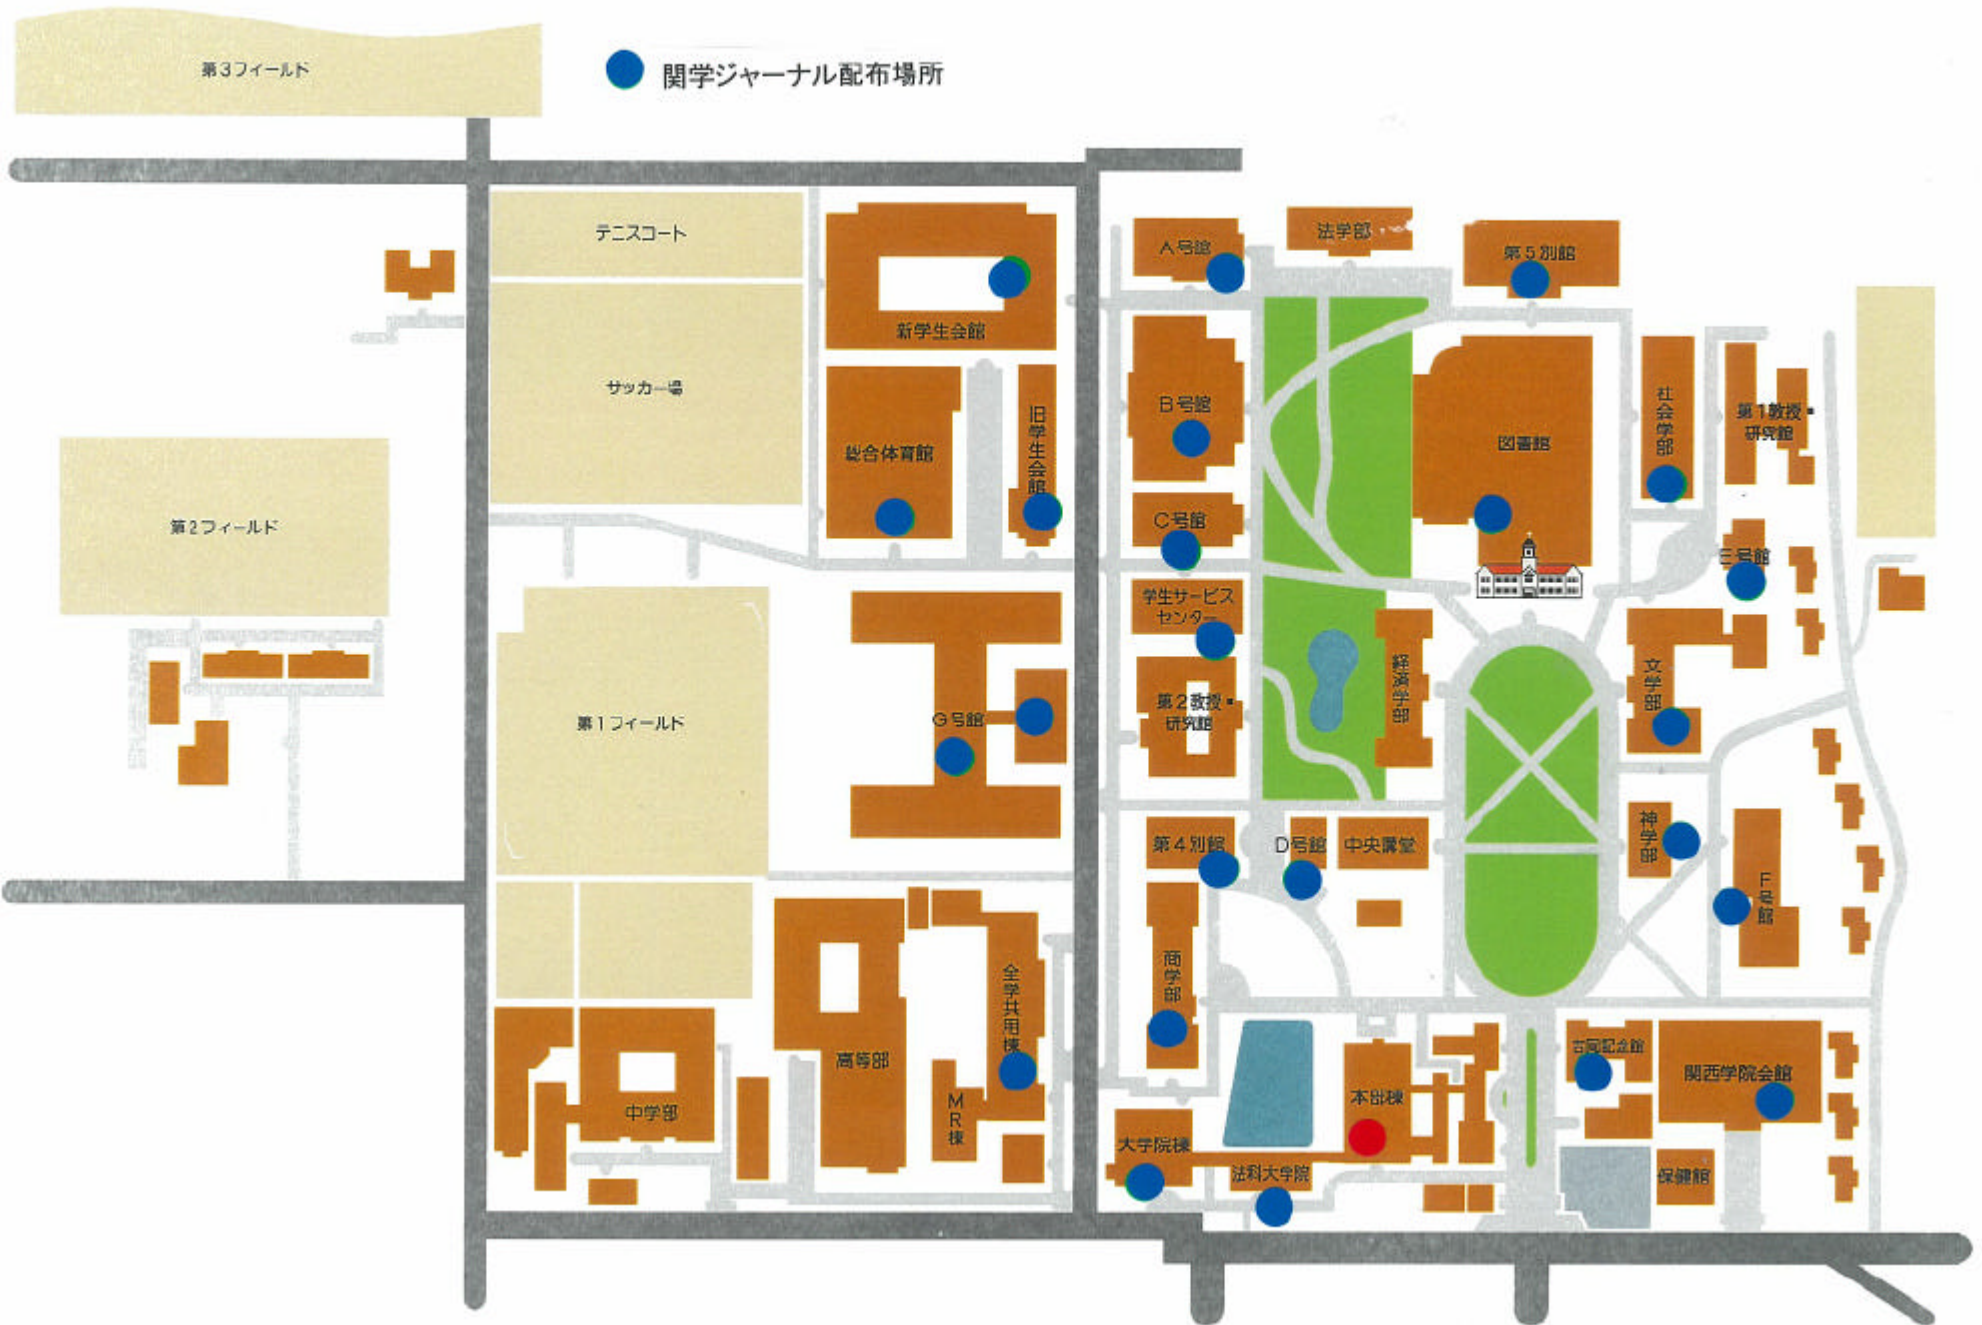 第3フィールド
関学ジャーナル配布場所
テニスコート
A号館
法学部
第5別館
新学生会館
サッカー場
B号館
旧学生会館
総合体育館
図書館
社会学部
第1教授・
研究館
第2フィールド
C号館
E号館
学生サービス
センター
経済学部
文学部
第1フィールド
G号館
第2教授・
研究館
第4別館
D号館
中央講堂
神学部
F号館
商学部
全学共用棟
高等部
中学部
MR棟
本部棟
吉岡記念館
関西学院会館
大学院棟
法科大学院
保健館